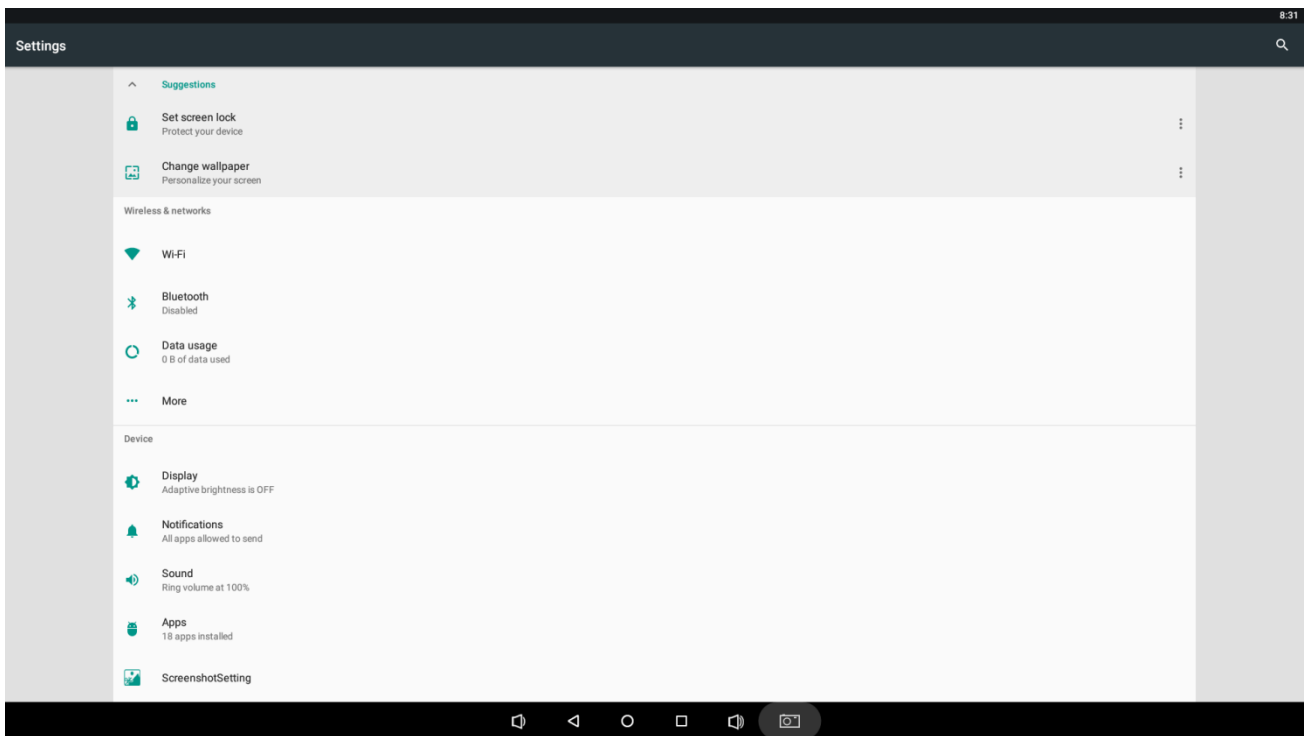 8:31
Settings
Suggestions
Set screen lock
Protect your device
Change wallpaper
Personalize your screen
Wireless & networks
Wi-Fi
Bluetooth
Disabled
Data usage
0 B of data used
More
Device
Display
Adaptive brightness is OFF
Notifications
All apps allowed to send
Sound
Ring volume at 100%
Apps
18 apps installed
ScreenshotSetting